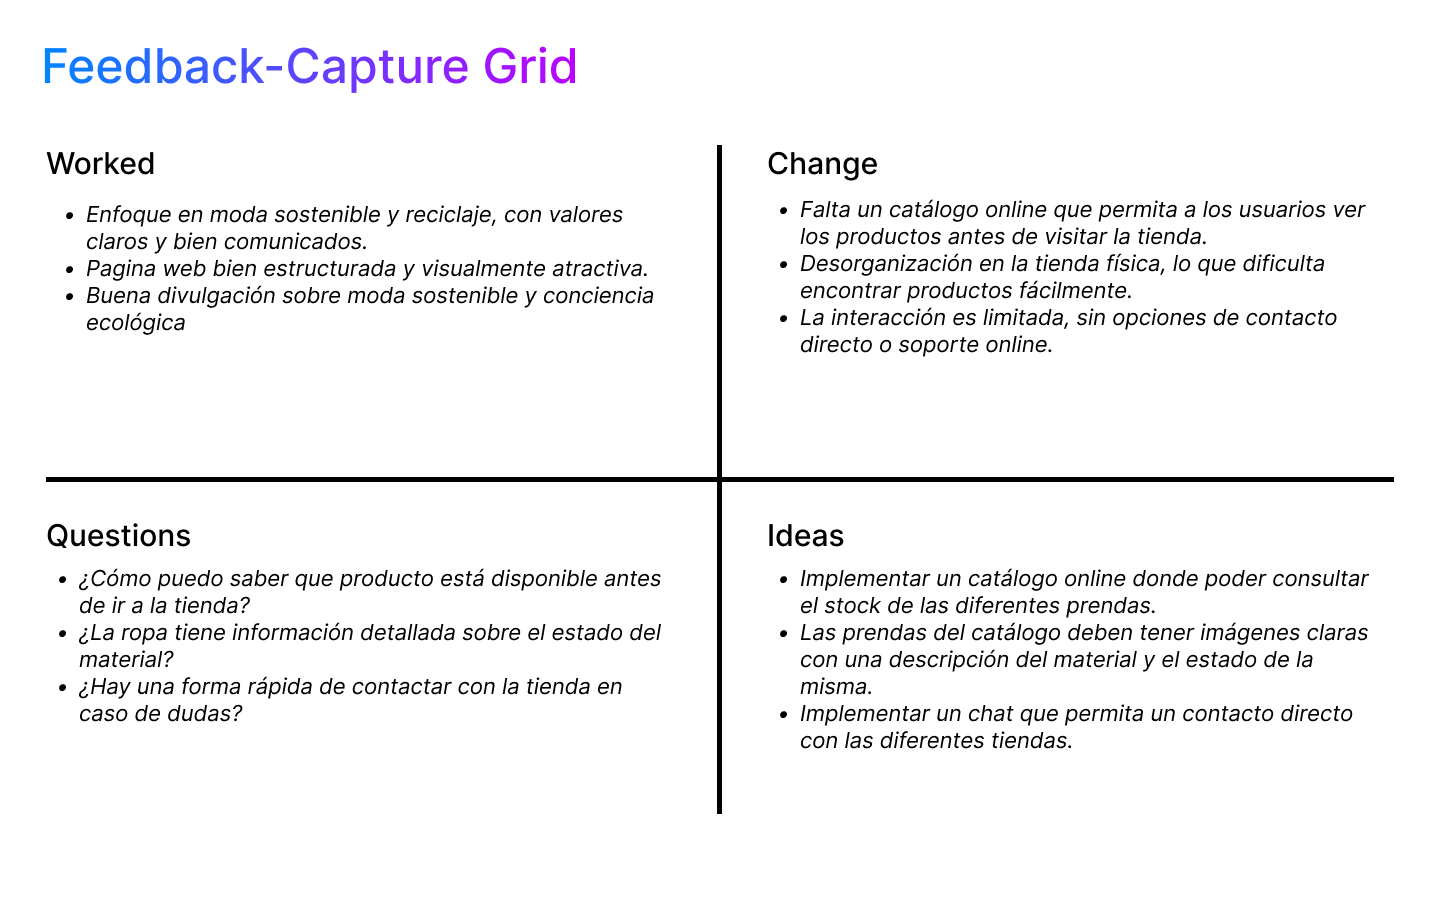 Feedback-Capture Grid
Worked
• Enfoque en moda sostenible y reciclaje, con valores
claros y bien comunicados.
• Pagina web bien estructurada y visualmente atractiva.
• Buena divulgación sobre moda sostenible y conciencia
ecológica
Change
• Falta un catálogo online que permita a los usuarios ver
los productos antes de visitar la tienda.
• Desorganización en la tienda física, lo que dificulta
encontrar productos fácilmente.
• La interacción es limitada, sin opciones de contacto
directo o soporte online.
Questions
• ¿Cómo puedo saber que producto está disponible antes
de ir a la tienda?
• ¿La ropa tiene información detallada sobre el estado del
material?
• ¿Hay una forma rápida de contactar con la tienda en
caso de dudas?
Ideas
• Implementar un catálogo online donde poder consultar
el stock de las diferentes prendas.
• Las prendas del catálogo deben tener imágenes claras
con una descripción del material y el estado de la
misma.
• Implementar un chat que permita un contacto directo
con las diferentes tiendas.